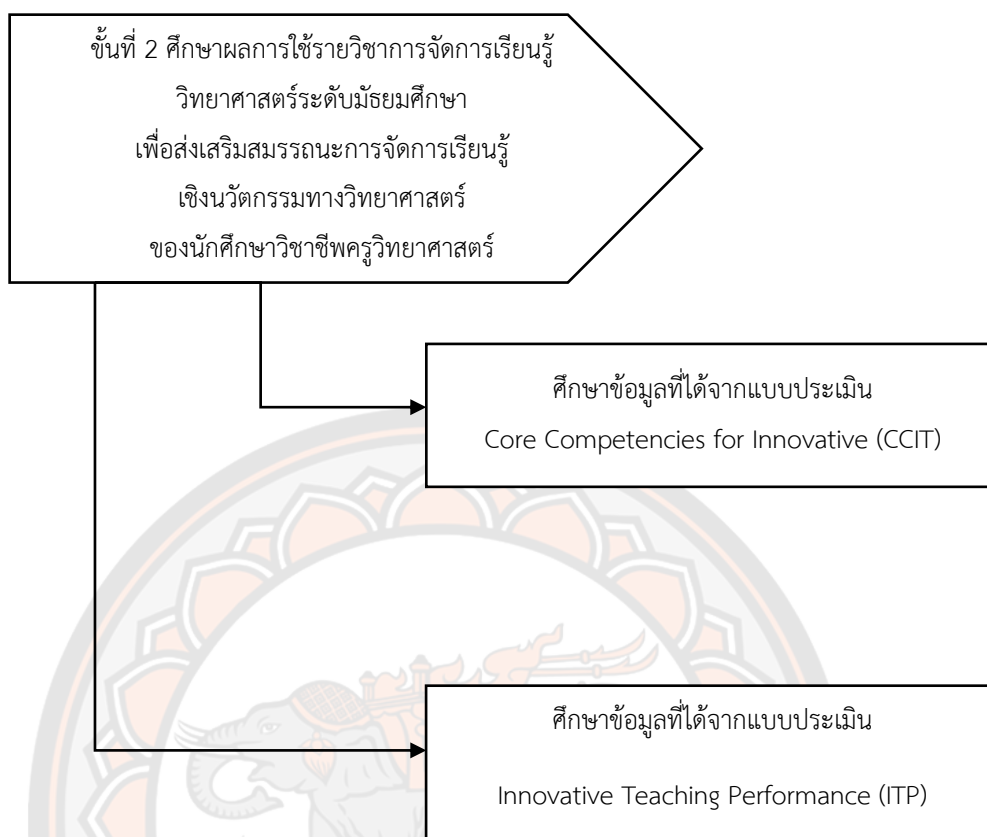 ขั้นที่ 2 ศึกษาผลการใช้รายวิชาการจัดการเรียนรู้
วิทยาศาสตร์ระดับมัธยมศึกษา
เพื่อส่งเสริมสมรรถนะการจัดการเรียนรู้
เชิงนวัตกรรมทางวิทยาศาสตร์
ของนักศึกษาวิชาชีพครูวิทยาศาสตร์
ศึกษาข้อมูลที่ได้จากแบบประเมิน
Core Competencies for Innovative (CCIT)
ศึกษาข้อมูลที่ได้จากแบบประเมิน
Innovative Teaching Performance (ITP)